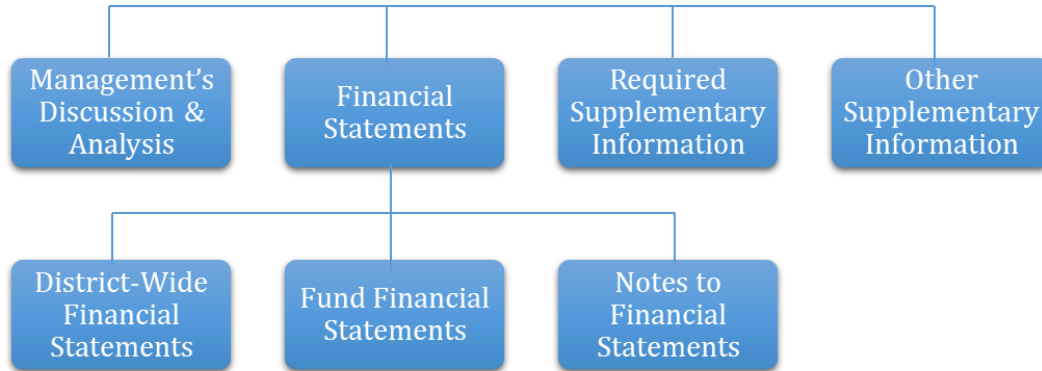 Management's
Discussion &
Analysis
Financial
Statements
Required
Supplementary
Information
Other
Supplementary
Information
District-Wide
Financial
Statements
Fund Financial
Statements
Notes to
Financial
Statements